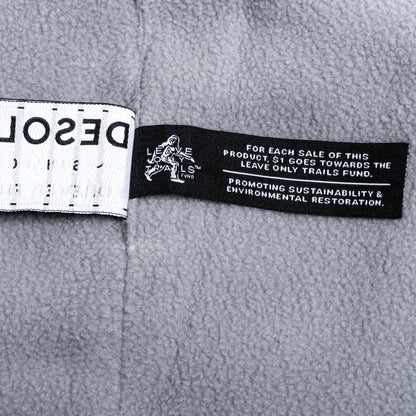 DESOL
LEAVE
ONLY
TRAILS™
FUND
FOR EACH SALE OF THIS
PRODUCT, $1 GOES TOWARDS THE
LEAVE ONLY TRAILS FUND.
PROMOTING SUSTAINABILITY &
ENVIRONMENTAL RESTORATION.